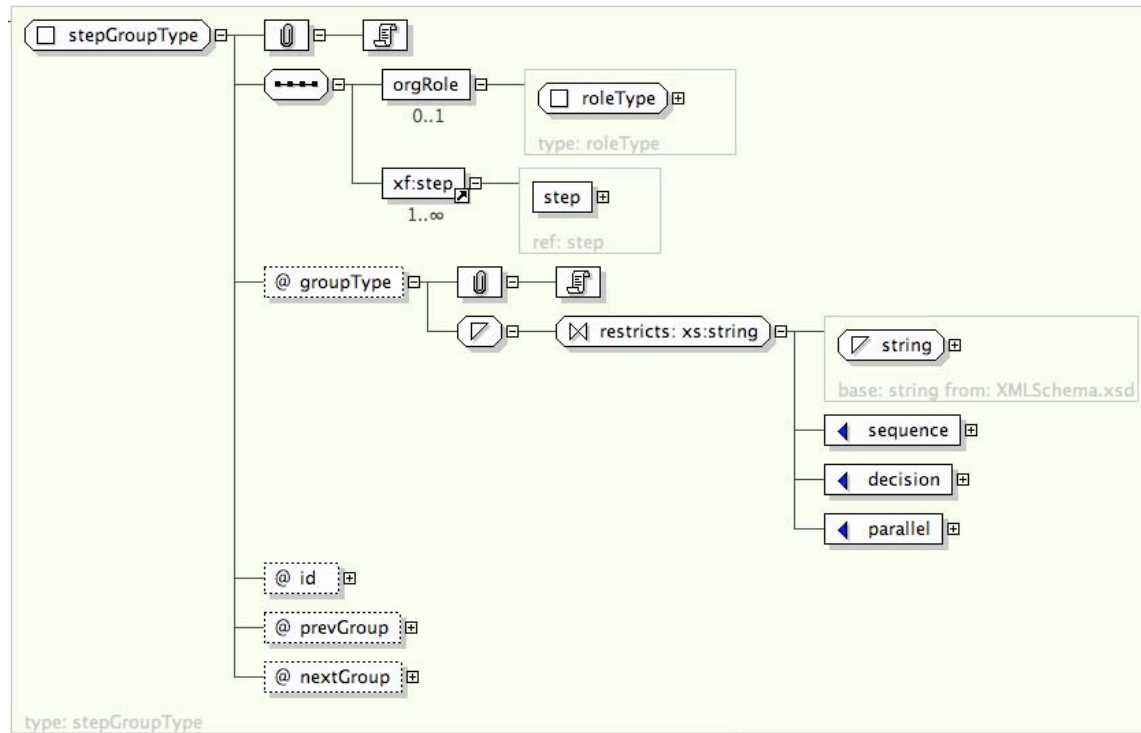 stepGroupType
orgRole
0..1
roleType
type: roleType
xf:step
1..∞
step
ref: step
@ groupType
restricts: xs:string
string
base: string from: XMLSchema.xsd
sequence
decision
parallel
@ id
@ prevGroup
@ nextGroup
type: stepGroupType